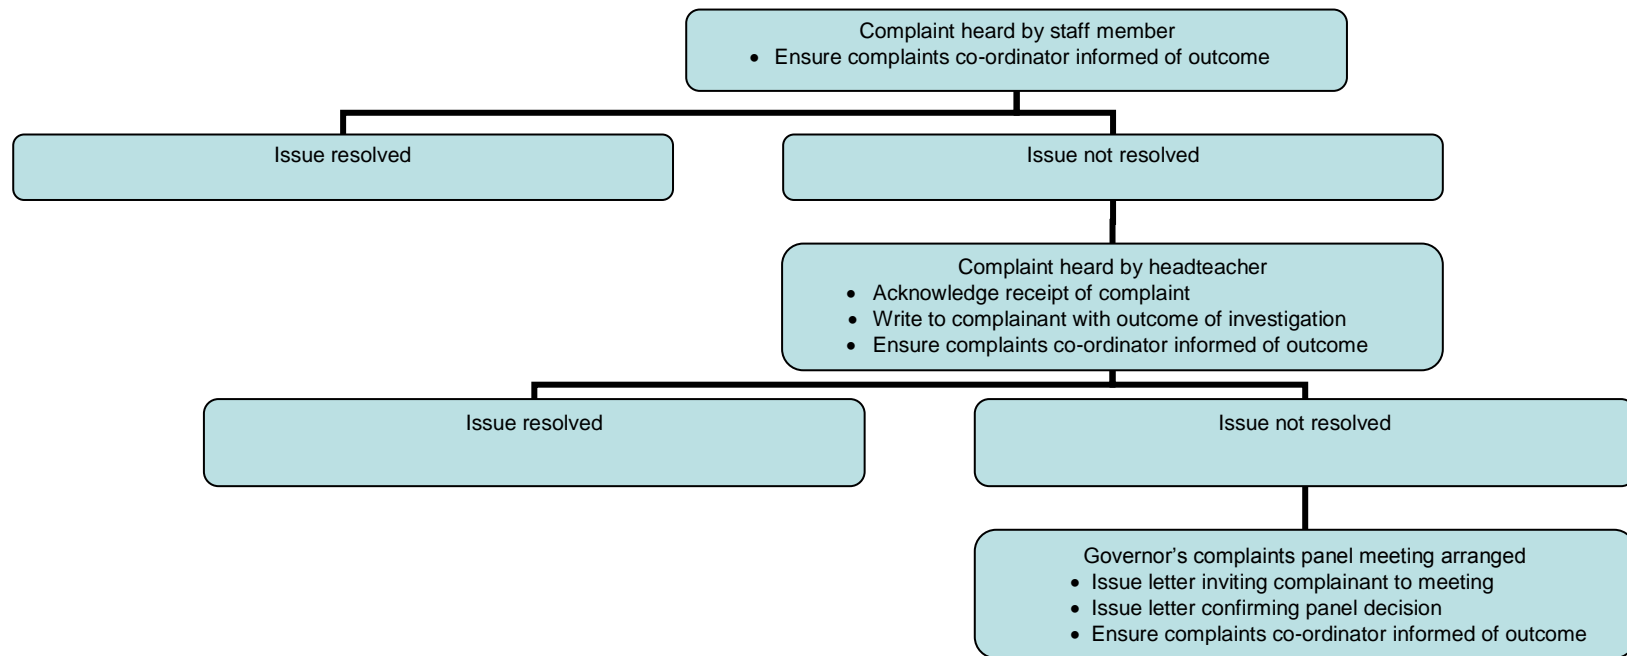 Complaint heard by staff member
• Ensure complaints co-ordinator informed of outcome
Issue resolved
Issue not resolved
Complaint heard by headteacher
• Acknowledge receipt of complaint
• Write to complainant with outcome of investigation
• Ensure complaints co-ordinator informed of outcome
Issue resolved
Issue not resolved
Governor’s complaints panel meeting arranged
• Issue letter inviting complainant to meeting
• Issue letter confirming panel decision
• Ensure complaints co-ordinator informed of outcome